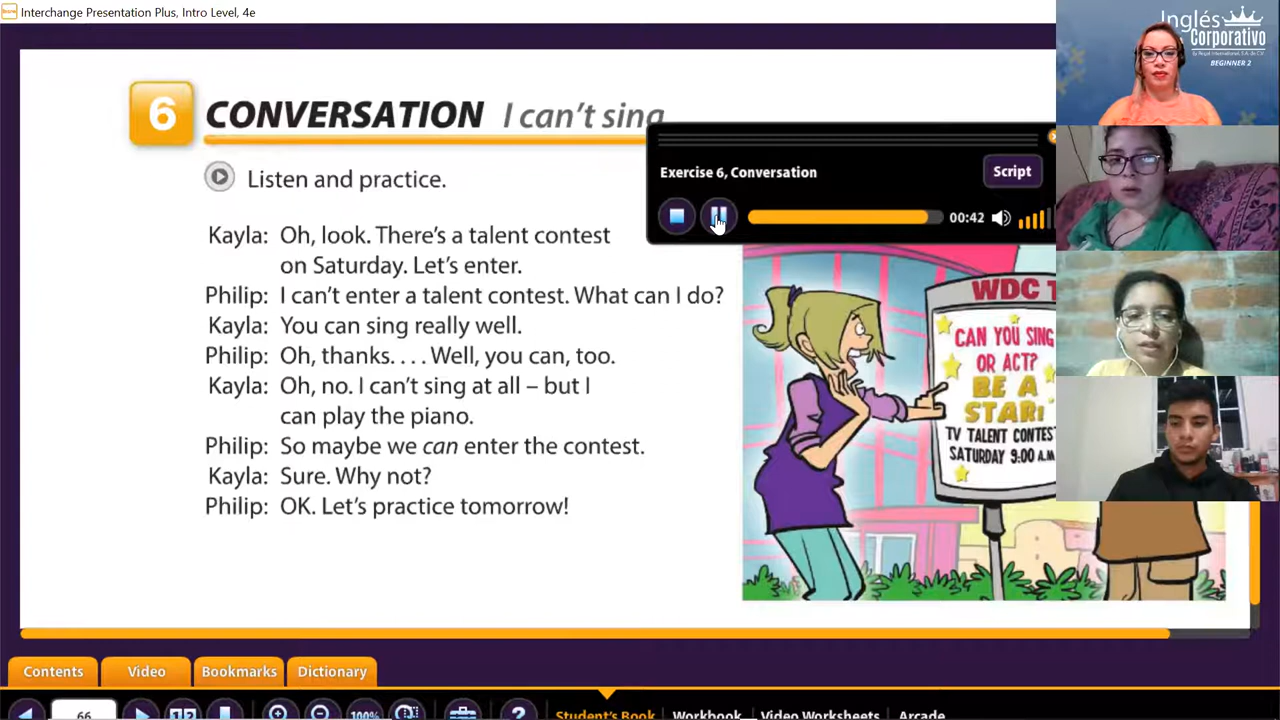 Interchange Presentation Plus, Intro Level, 4e
Inglés
Corporativo
BEGINNER 2
6 CONVERSATION I can't sing
Exercise 6, Conversation
Script
00:42
Listen and practice.
Kayla: Oh, look. There's a talent contest
on Saturday. Let's enter.
Philip: I can't enter a talent contest. What can I do?
Kayla: You can sing really well.
Philip: Oh, thanks. . . . Well, you can, too.
Kayla: Oh, no. I can't sing at all – but I
can play the piano.
Philip: So maybe we can enter the contest.
Kayla: Sure. Why not?
Philip: OK. Let's practice tomorrow!
WDC T
CAN YOU SING
OR ACT?
BE A
STAR!
TV TALENT CONTES
SATURDAY 9:00 A.M
Contents Video Bookmarks Dictionary
66 100% ? Student's Book Workbook Video Worksheets Arcade